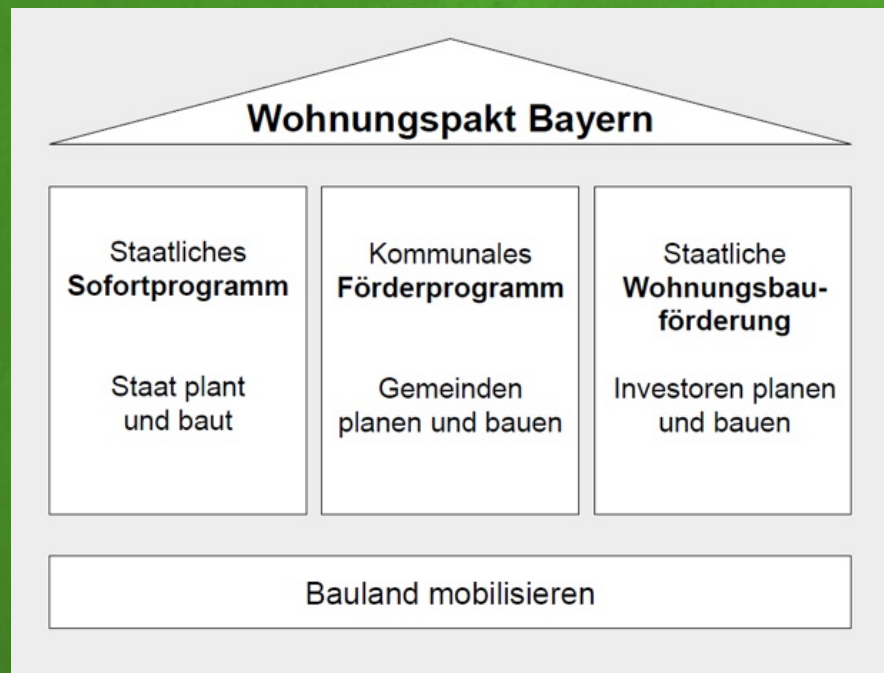 Wohnungspakt Bayern
Staatliches
Sofortprogramm
Staat plant
und baut
Kommunales
Förderprogramm
Gemeinden
planen und bauen
Staatliche
Wohnungsbau-
förderung
Investoren planen
und bauen
Bauland mobilisieren